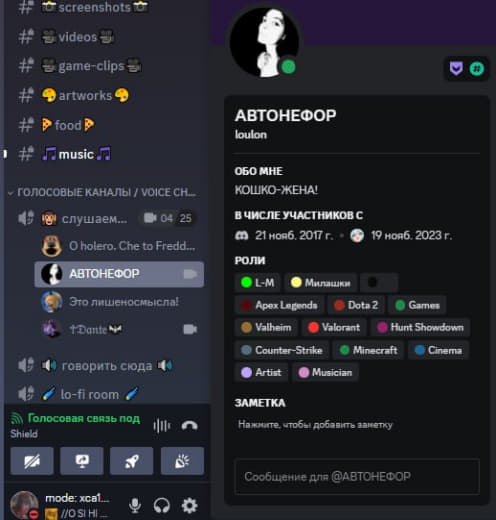 screenshots
videos
game-clips
artworks
food
music
ГОЛОСОВЫЕ КАНАЛЫ / VOICE CH...
слушаем... 04 25
O holero. Che to Fredd...
АВТОНЕФОР
Это лишеносмысла!
†Dante
говорить сюда
lo-fi room
Голосовая связь под
Shield
mode: xca1...
//O SI HI ...
АВТОНЕФОР
loulon
ОБО МНЕ
КОШКО-ЖЕНА!
В ЧИСЛЕ УЧАСТНИКОВ С
21 нояб. 2017 г. • 19 нояб. 2023 г.
РОЛИ
L-M Милашки
Apex Legends Dota 2 Games
Valheim Valorant Hunt Showdown
Counter-Strike Minecraft Cinema
Artist Musician
ЗАМЕТКА
Нажмите, чтобы добавить заметку
Сообщение для @АВТОНЕФОР